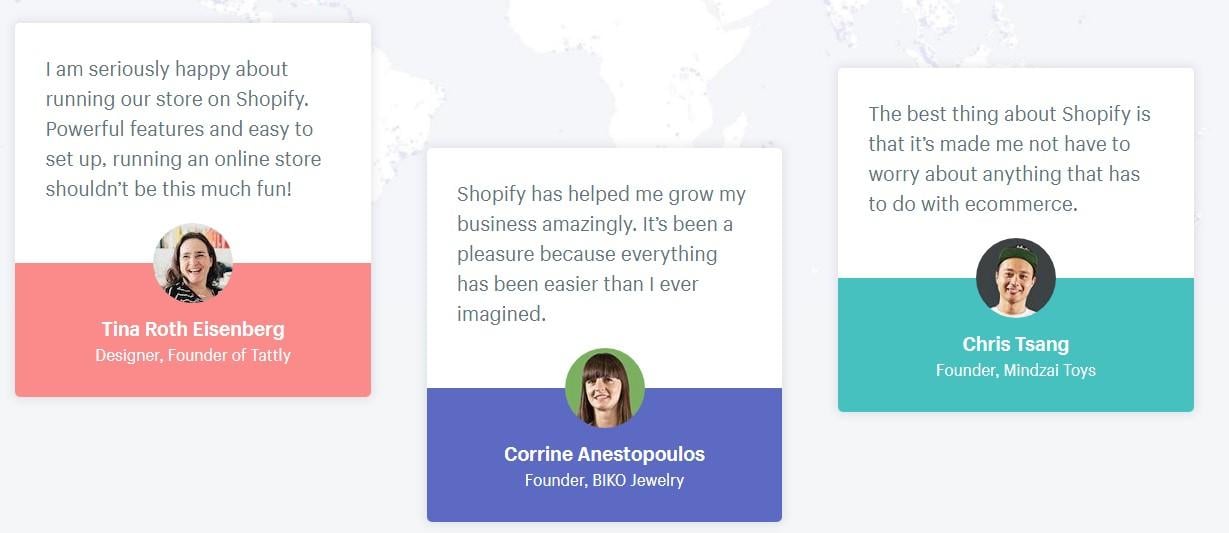 I am seriously happy about
running our store on Shopify.
Powerful features and easy to
set up, running an online store
shouldn’t be this much fun!
Tina Roth Eisenberg
Designer, Founder of Tattly
Shopify has helped me grow my
business amazingly. It’s been a
pleasure because everything
has been easier than I ever
imagined.
Corrine Anestopoulos
Founder, BIKO Jewelry
The best thing about Shopify is
that it’s made me not have to
worry about anything that has
to do with ecommerce.
Chris Tsang
Founder, Mindzai Toys